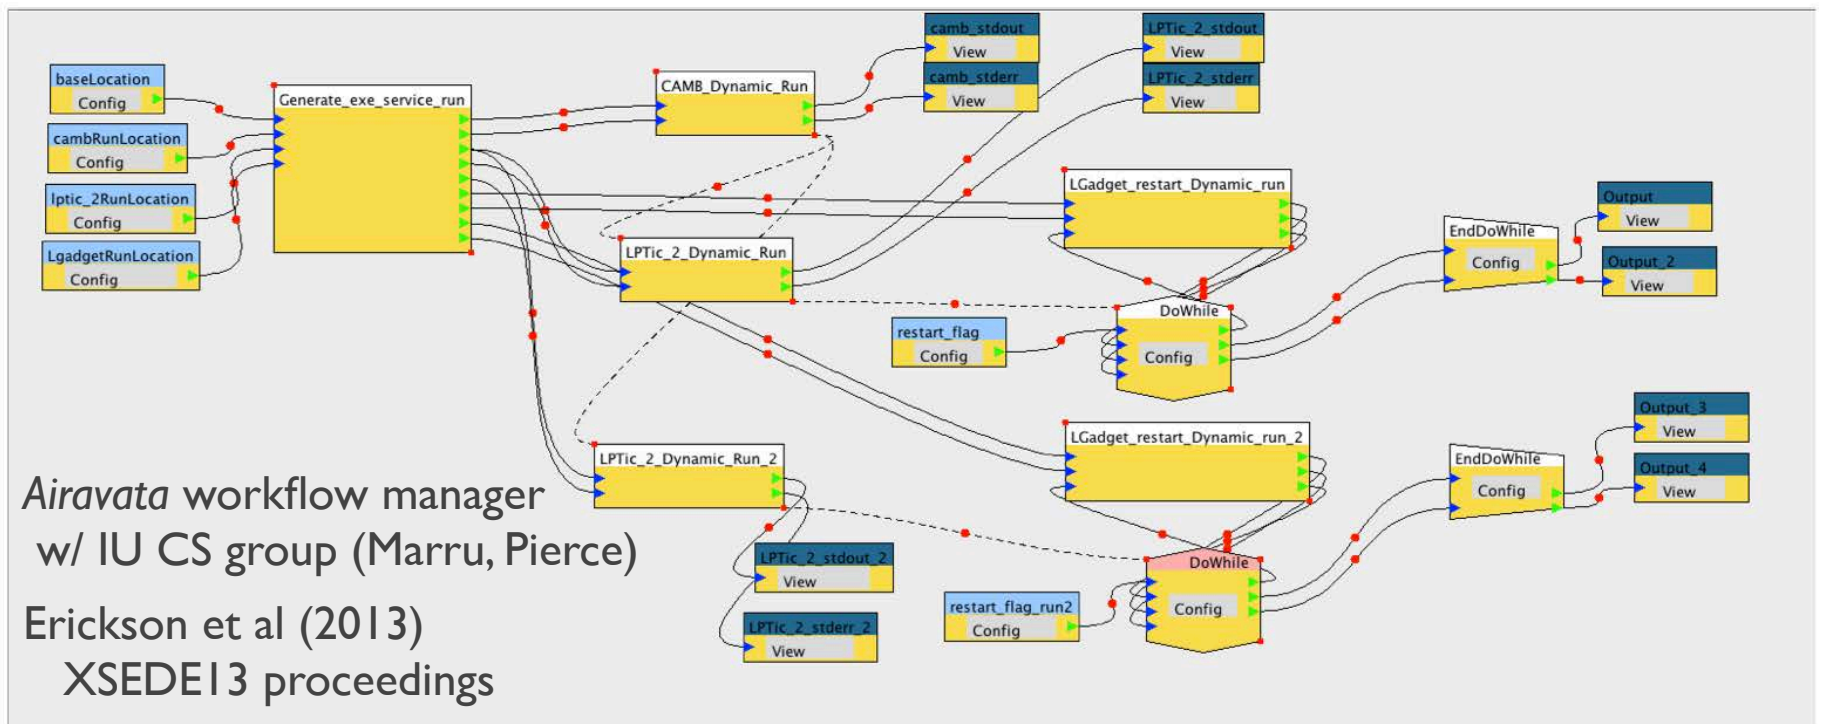 baseLocation
Config
cambRunLocation
Config
lptic_2RunLocation
Config
LgadgetRunLocation
Config
Generate_exe_service_run
CAMB_Dynamic_Run
camb_stdout
View
camb_stderr
View
LPTic_2_stdout
View
LPTic_2_stderr
View
LPTic_2_Dynamic_Run
LGadget_restart_Dynamic_run
restart_flag
Config
DoWhile
Config
EndDoWhile
Config
Output
View
Output_2
View
LPTic_2_Dynamic_Run_2
LPTic_2_stdout_2
View
LPTic_2_stderr_2
View
LGadget_restart_Dynamic_run_2
restart_flag_run2
Config
DoWhile
Config
EndDoWhile
Config
Output_3
View
Output_4
View
Airavata workflow manager
w/ IU CS group (Marru, Pierce)
Erickson et al (2013)
XSEDE13 proceedings